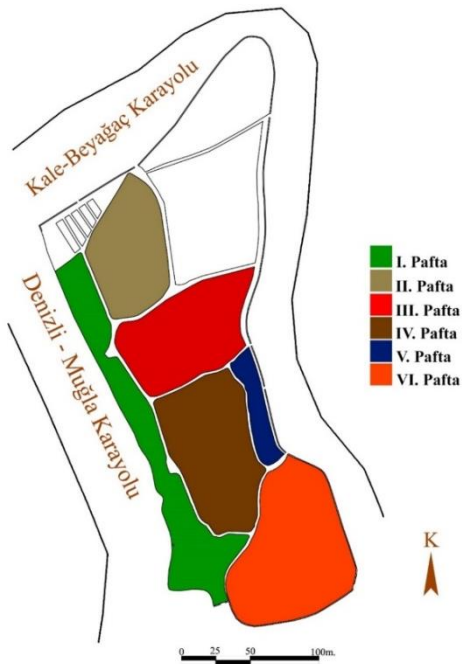 Kale-Beyağaç Karayolu
Denizli - Muğla Karayolu
I. Pafta
II. Pafta
III. Pafta
IV. Pafta
V. Pafta
VI. Pafta
K
0 25 50 100m.